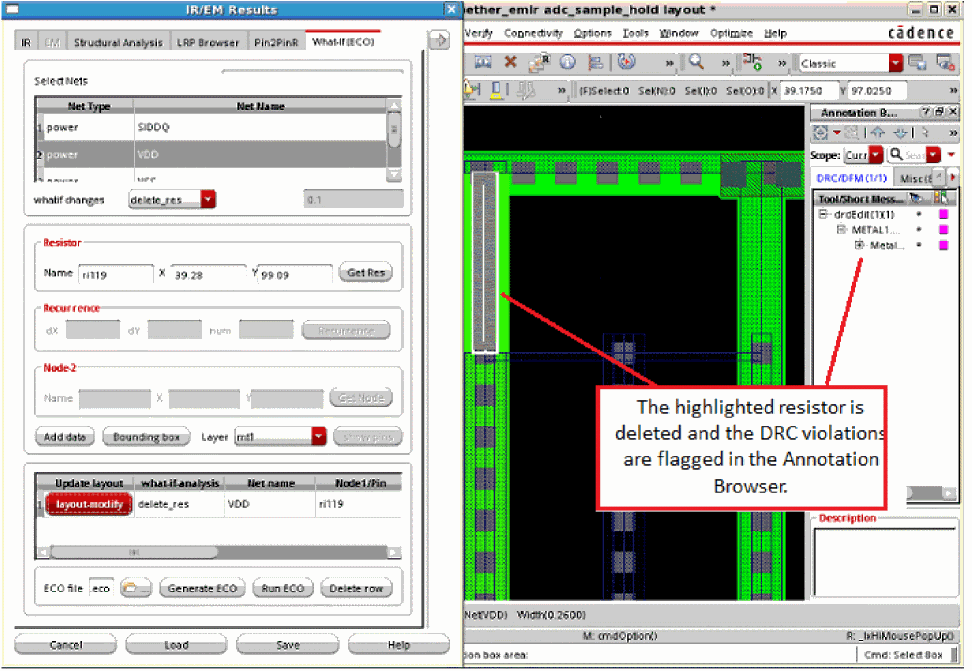 IR/EM Results
IR EM Structural Analysis LRP Browser Pin2PinR What-If(ECO)
Select Nets
Net Type Net Name
1 power SIDDQ
2 power VDD
whatif changes delete_res 0.1
Resistor
Name ri119 X 39.28 Y 99.09 Get Res
Recurrence
dX dY num Recurrence
Node-2
Name X Y Get Node
Add data Bounding box Layer mt1 Show pins
Update layout what-if-analysis Net name Node1/Pin
1 layout-modify delete_res VDD ri119
ECO file eco ... Generate ECO Run ECO Delete row
Cancel Load Save Help
ether_emir adc_sample_hold layout *
Verify Connectivity Options Tools Window Optimize Help cādence
» » » Classic
» (F)Select:0 Sel(N):0 Sel(I):0 Sel(O):0 X 39.1750 Y 97.0250
Annotation B... ? X
»
Scope: Curr Sear
DRC/DFM (1/1) Misc(
Tool/Short Mess...
drdEdit(1)(1)
METAL1....
Metal...
The highlighted resistor is
deleted and the DRC violations
are flagged in the Annotation
Browser.
Description
Net(VDD) Width(0.2600)
M: cmdOption() R: _lxHiMousePopUp()
ion box area: Cmd: Select Box